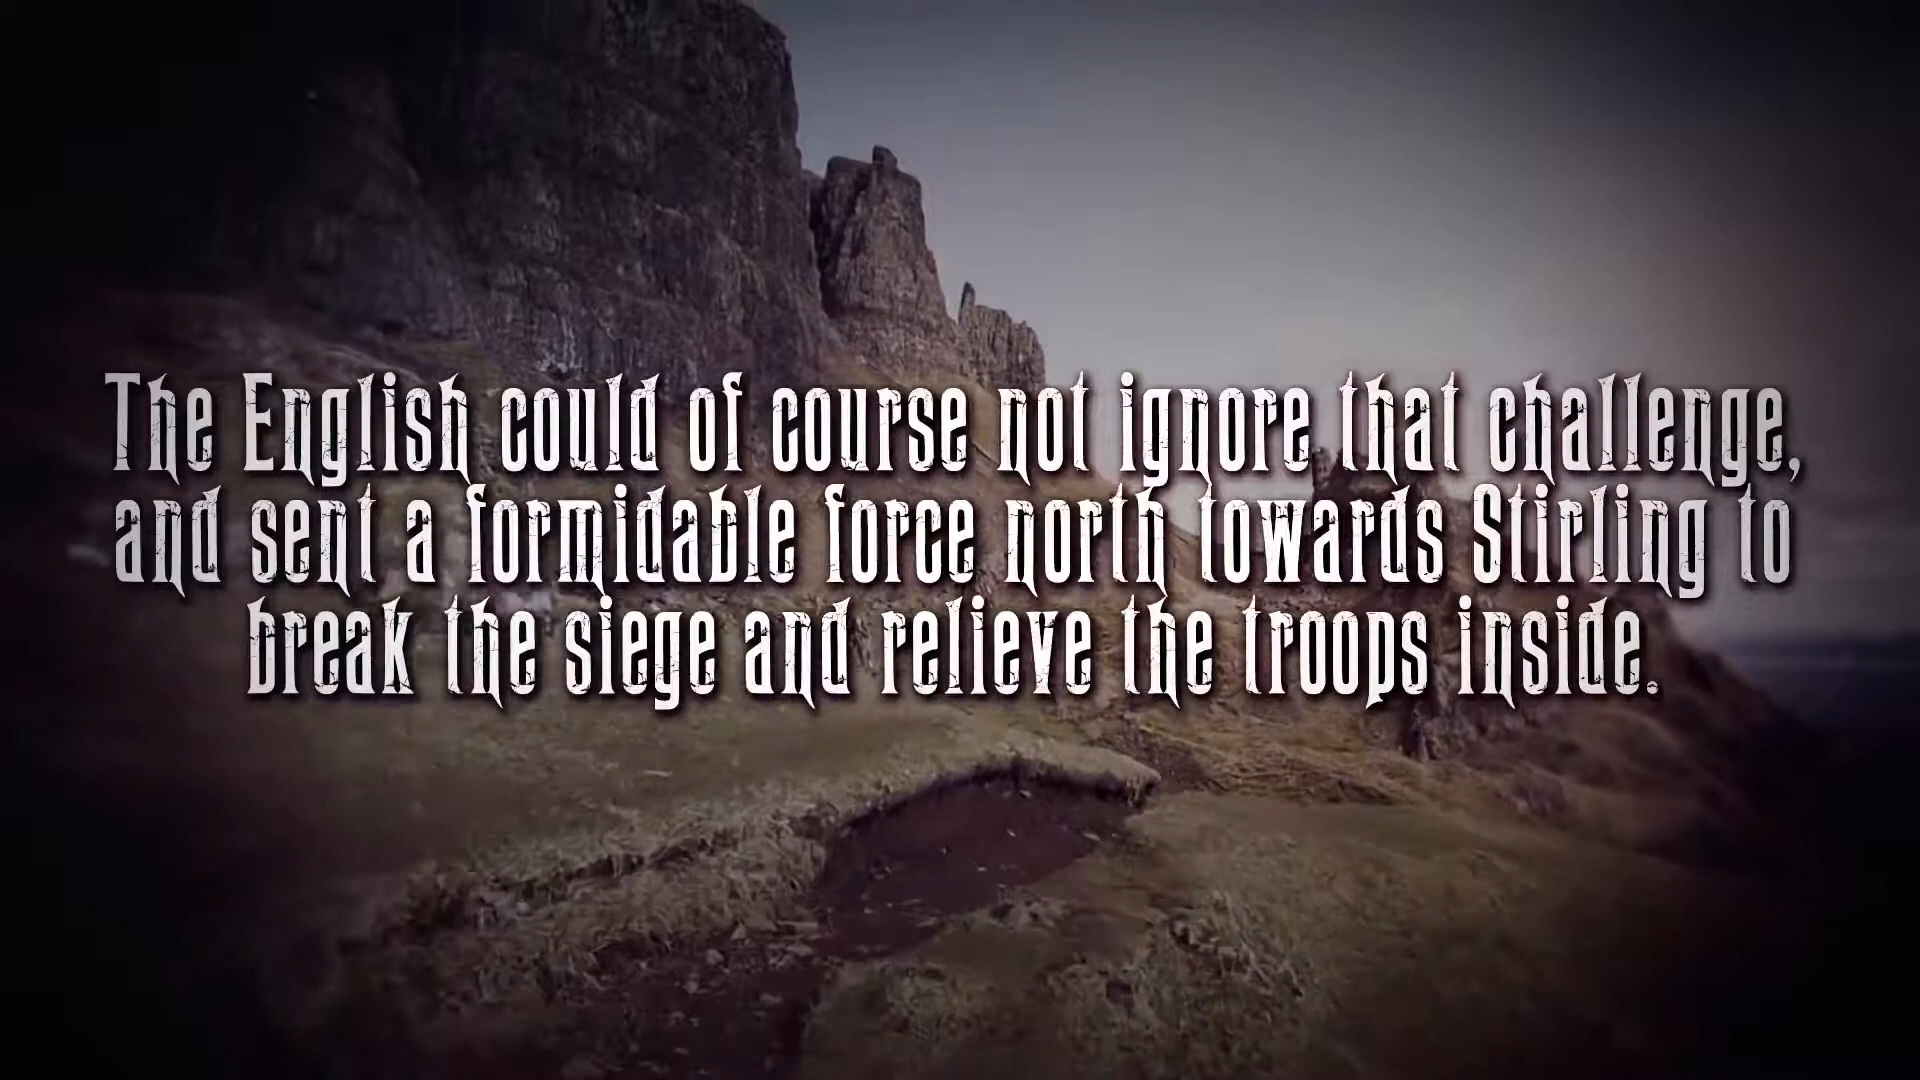 The English could of course not ignore that challenge,
and sent a formidable force north towards Stirling to
break the siege and relieve the troops inside.